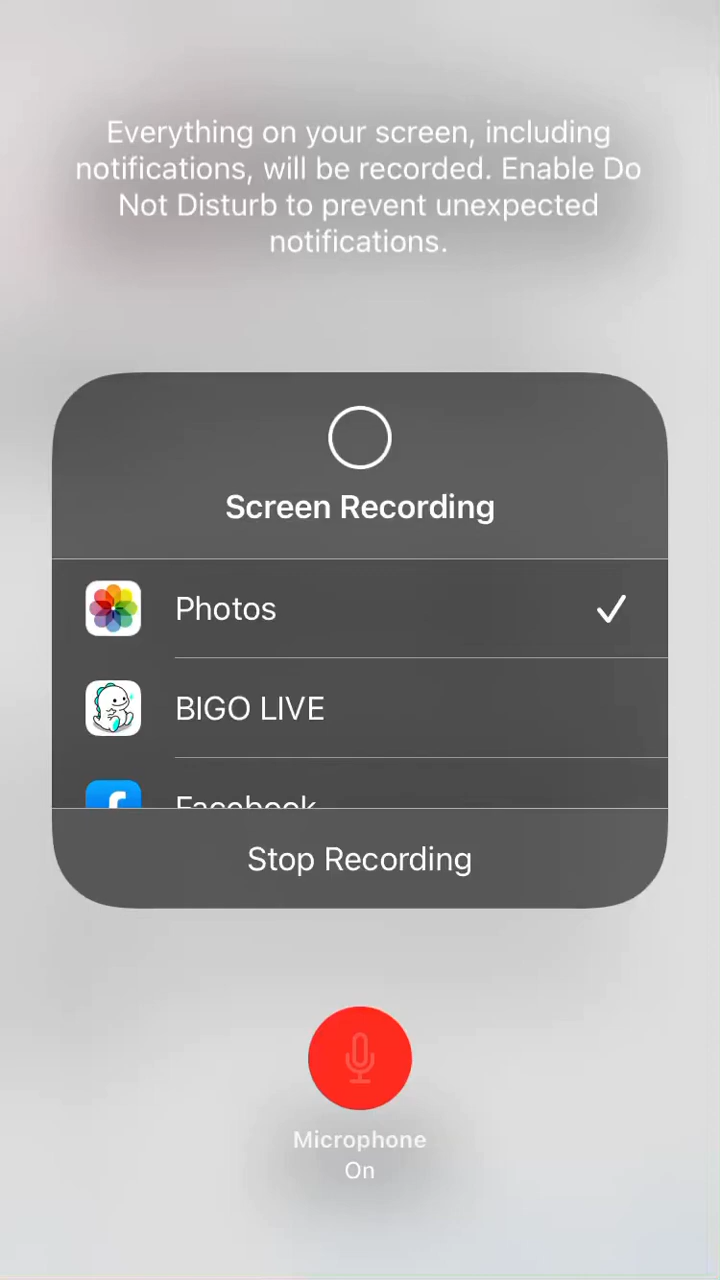 Everything on your screen, including
notifications, will be recorded. Enable Do
Not Disturb to prevent unexpected
notifications.
Screen Recording
Photos
BIGO LIVE
Facebook
Stop Recording
Microphone
On